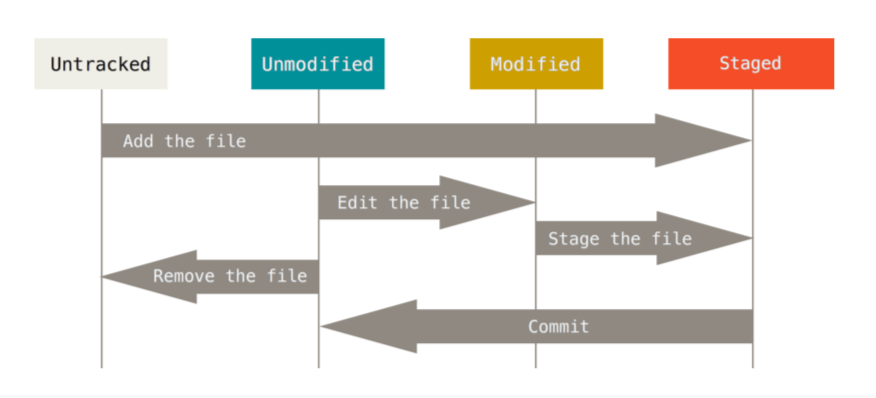 Untracked
Unmodified
Modified
Staged
Add the file
Edit the file
Stage the file
Remove the file
Commit